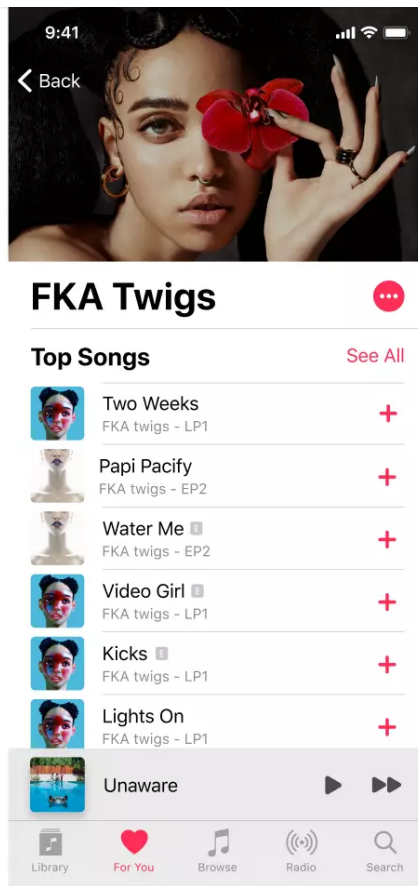 9:41
Back
FKA Twigs
Top Songs
See All
Two Weeks
FKA twigs - LP1
Papi Pacify
FKA twigs - EP2
Water Me E
FKA twigs - EP2
Video Girl E
FKA twigs - LP1
Kicks E
FKA twigs - LP1
Lights On
FKA twigs - LP1
Unaware
Library
For You
Browse
Radio
Search